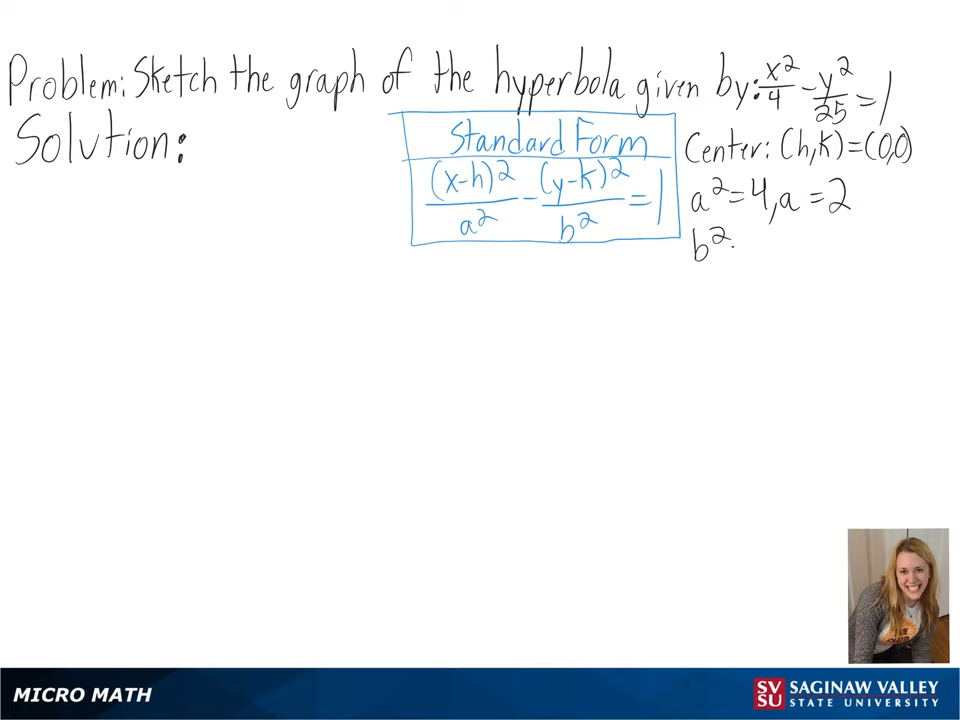 Problem: Sketch the graph of the hyperbola given by: x²/4 - y²/25 = 1
Solution:
Standard Form
(x-h)²/a² - (y-k)²/b² = 1
Center: (h,k) = (0,0)
a² = 4, a = 2
b²
MICRO MATH
SV SU SAGINAW VALLEY
STATE UNIVERSITY